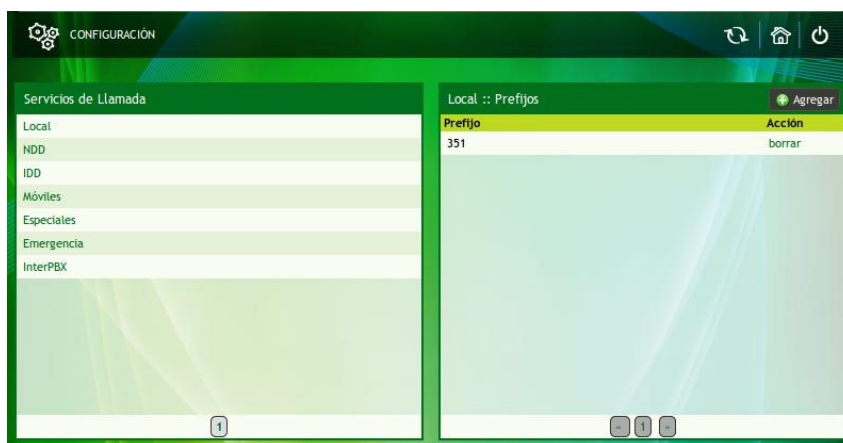 CONFIGURACIÓN
Servicios de Llamada
Local
NDD
IDD
Móviles
Especiales
Emergencia
InterPBX
1
Local :: Prefijos
Agregar
Prefijo Acción
351 borrar
« 1 »